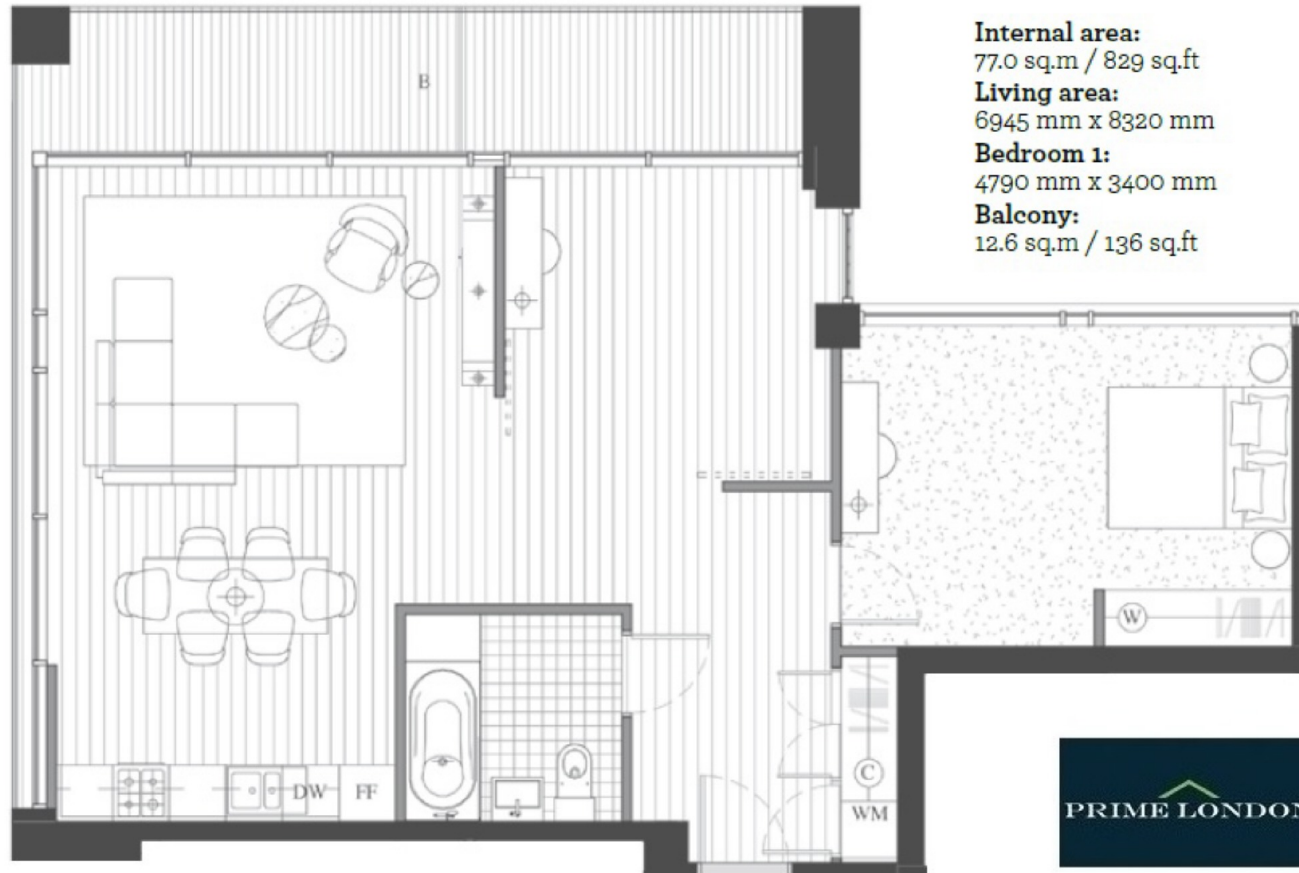 Internal area:
77.0 sq.m / 829 sq.ft
Living area:
6945 mm x 8320 mm
Bedroom 1:
4790 mm x 3400 mm
Balcony:
12.6 sq.m / 136 sq.ft
B
W
C
WM
DW FF
PRIME LONDON